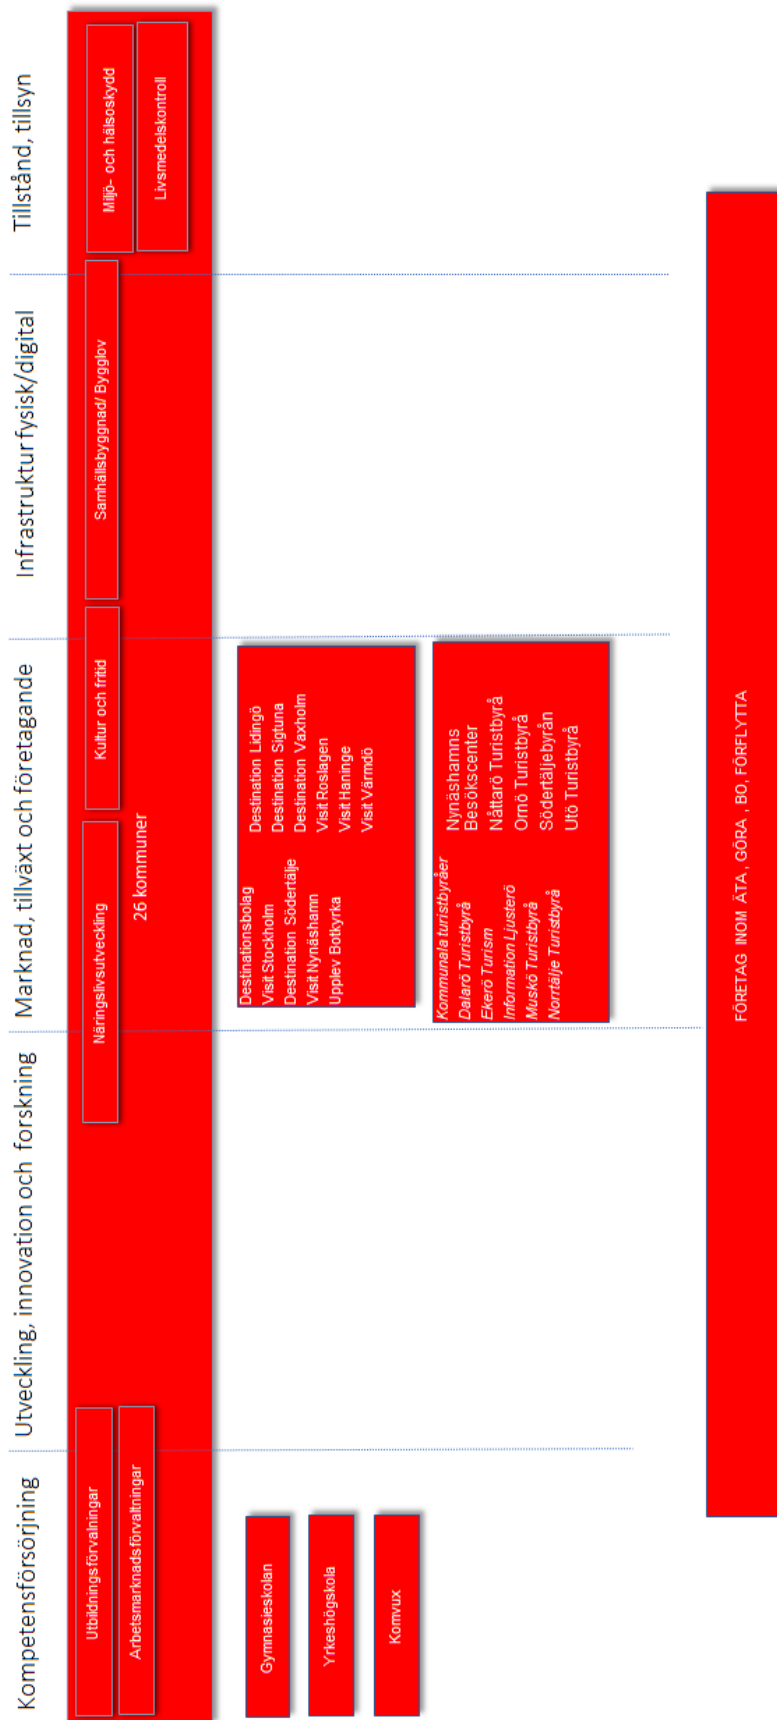 Kompetensförsörjning
Utveckling, innovation och forskning
Marknad, tillväxt och företagande
Infrastruktur fysisk/digital
Tillstånd, tillsyn
Utbildningsförvalningar
Arbetsmarknadsförvaltningar
Näringslivsutveckling
Kultur och fritid
Samhällsbyggnad/ Bygglov
Miljö- och hälsoskydd
Livsmedelskontroll
26 kommuner
Gymnasieskolan
Yrkeshögskola
Komvux
Destinationsbolag
Visit Stockholm
Destination Södertälje
Visit Nynäshamn
Upplev Botkyrka
Destination Lidingö
Destination Sigtuna
Destination Vaxholm
Visit Roslagen
Visit Haninge
Visit Värmdö
Kommunala turistbyråer
Dalarö Turistbyrå
Ekerö Turism
Information Ljusterö
Muskö Turistbyrå
Norrtälje Turistbyrå
Nynäshamns
Besökscenter
Nåttarö Turistbyrå
Ornö Turistbyrå
Södertäljebyrån
Utö Turistbyrå
FÖRETAG INOM ÄTA, GÖRA , BO, FÖRFLYTTA